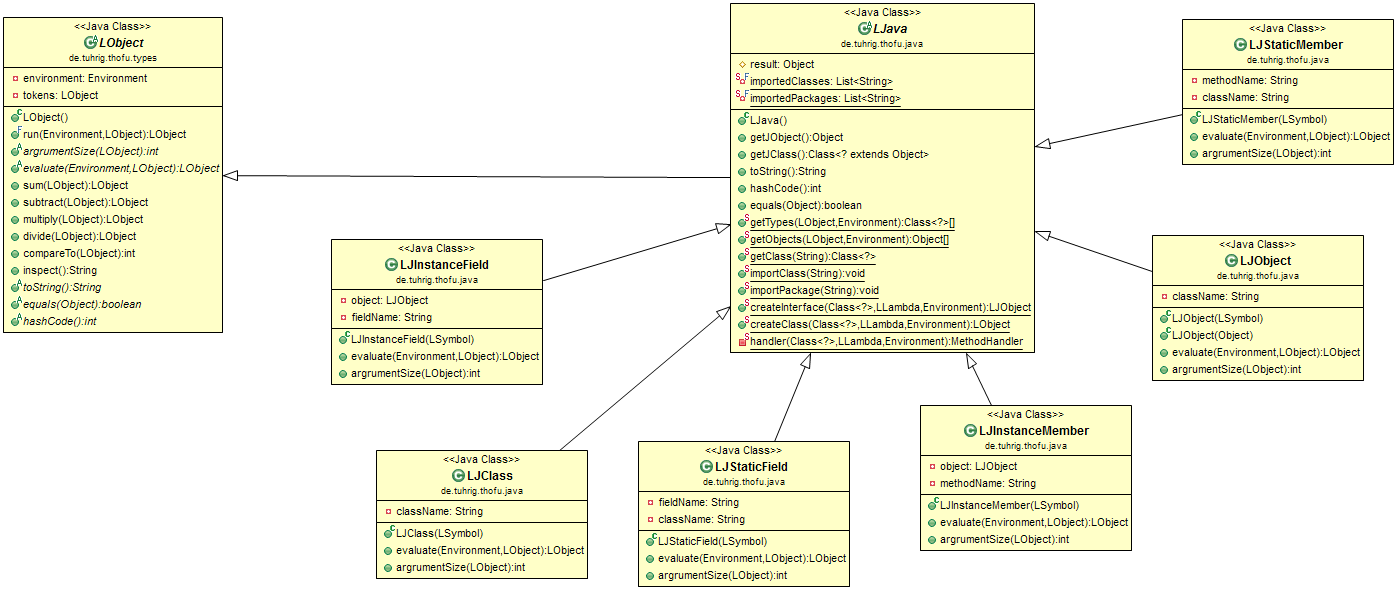 <<Java Class>>
LObject
de.tuhrig.thofu.types
environment: Environment
tokens: LObject
LObject()
run(Environment,LObject):LObject
argrumentSize(LObject):int
evaluate(Environment,LObject):LObject
sum(LObject):LObject
subtract(LObject):LObject
multiply(LObject):LObject
divide(LObject):LObject
compareTo(LObject):int
inspect():String
toString():String
equals(Object):boolean
hashCode():int
<<Java Class>>
LJava
de.tuhrig.thofu.java
result: Object
importedClasses: List<String>
importedPackages: List<String>
LJava()
getJObject():Object
getJClass():Class<? extends Object>
toString():String
hashCode():int
equals(Object):boolean
getTypes(LObject,Environment):Class<?>[]
getObjects(LObject,Environment):Object[]
getClass(String):Class<?>
importClass(String):void
importPackage(String):void
createInterface(Class<?>,LLambda,Environment):LJObject
createClass(Class<?>,LLambda,Environment):LObject
handler(Class<?>,LLambda,Environment):MethodHandler
<<Java Class>>
LJStaticMember
de.tuhrig.thofu.java
methodName: String
className: String
LJStaticMember(LSymbol)
evaluate(Environment,LObject):LObject
argrumentSize(LObject):int
<<Java Class>>
LJInstanceField
de.tuhrig.thofu.java
object: LJObject
fieldName: String
LJInstanceField(LSymbol)
evaluate(Environment,LObject):LObject
argrumentSize(LObject):int
<<Java Class>>
LJObject
de.tuhrig.thofu.java
className: String
LJObject(LSymbol)
LJObject(Object)
evaluate(Environment,LObject):LObject
argrumentSize(LObject):int
<<Java Class>>
LJClass
de.tuhrig.thofu.java
className: String
LJClass(LSymbol)
evaluate(Environment,LObject):LObject
argrumentSize(LObject):int
<<Java Class>>
LJStaticField
de.tuhrig.thofu.java
fieldName: String
className: String
LJStaticField(LSymbol)
evaluate(Environment,LObject):LObject
argrumentSize(LObject):int
<<Java Class>>
LJInstanceMember
de.tuhrig.thofu.java
object: LJObject
methodName: String
LJInstanceMember(LSymbol)
evaluate(Environment,LObject):LObject
argrumentSize(LObject):int